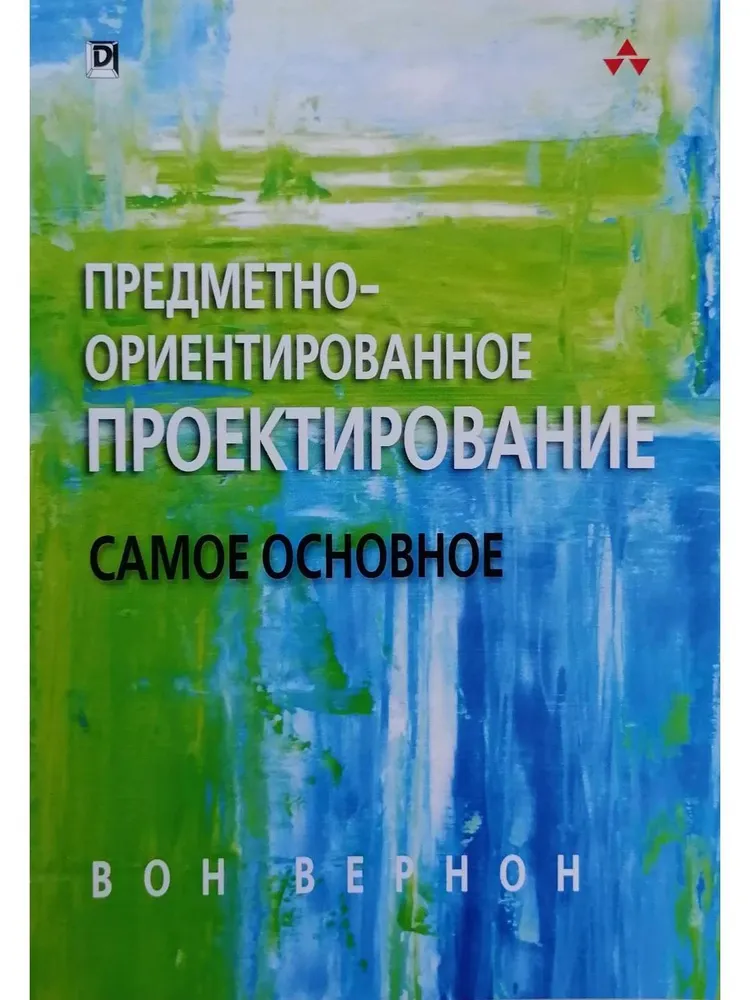 D
ПРЕДМЕТНО-
ОРИЕНТИРОВАННОЕ
ПРОЕКТИРОВАНИЕ
САМОЕ ОСНОВНОЕ
ВОН ВЕРНОН